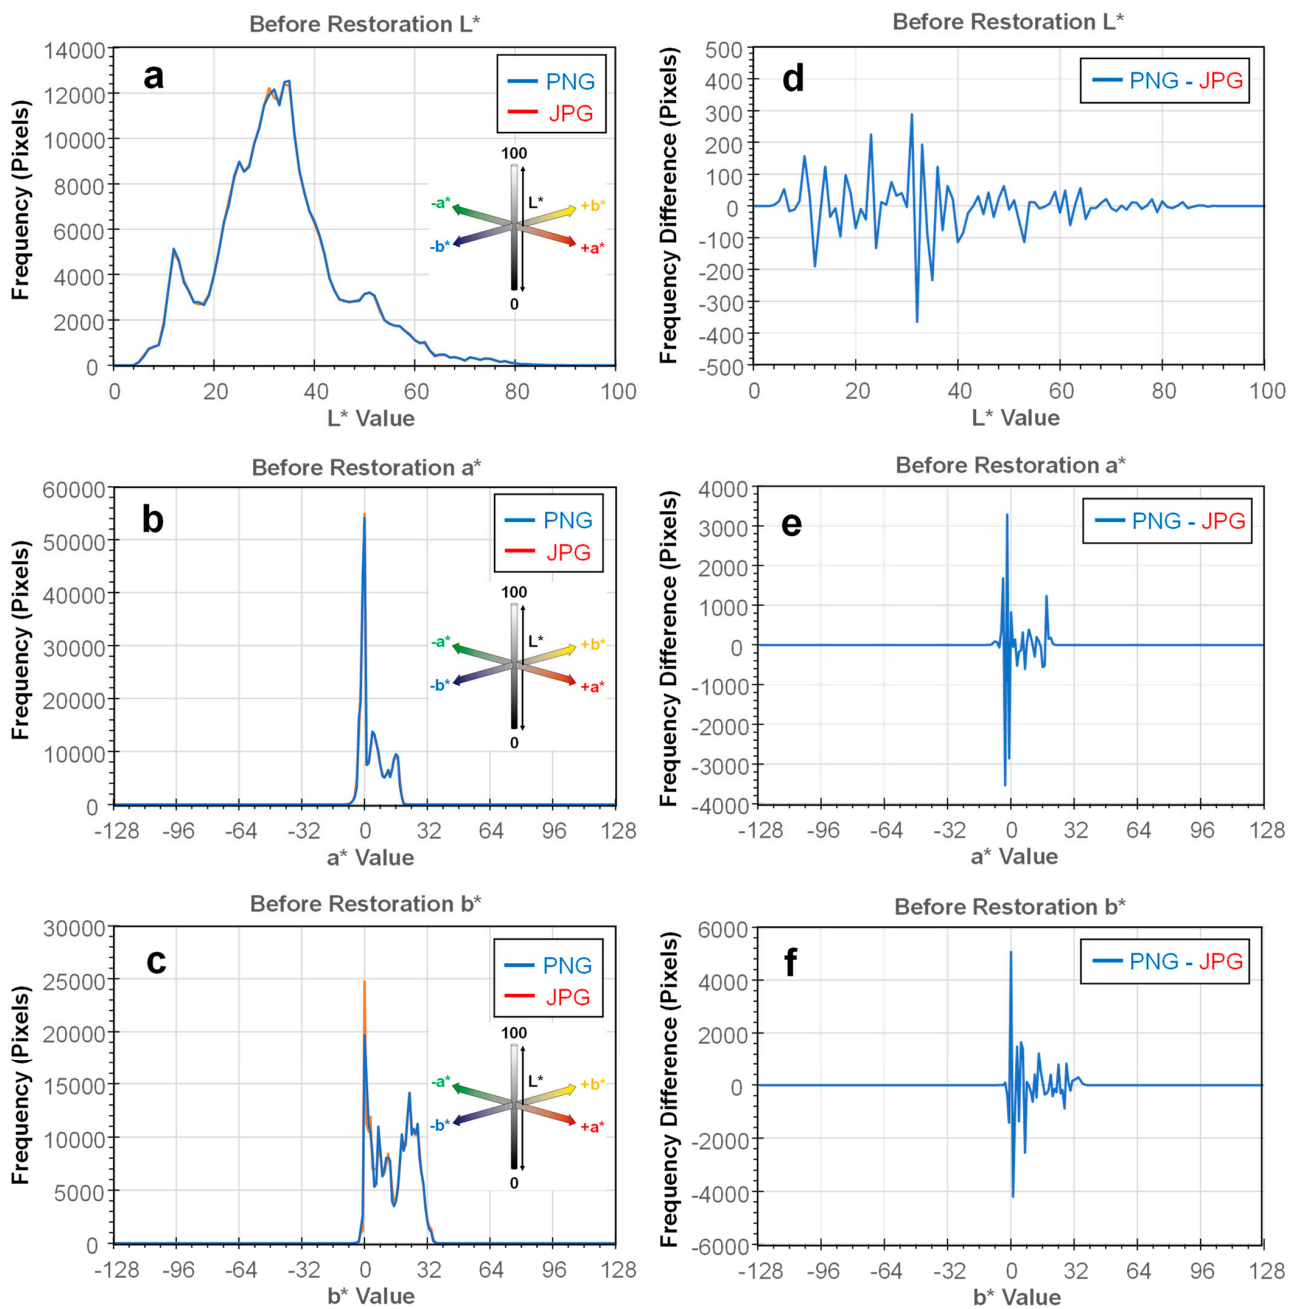 Before Restoration L*
a
14000
12000
10000
8000
6000
4000
2000
0
Frequency (Pixels)
PNG
JPG
100
L*
-a*
+b*
-b*
+a*
0
0 20 40 60 80 100
L* Value
Before Restoration L*
d
500
400
300
200
100
0
-100
-200
-300
-400
-500
Frequency Difference (Pixels)
PNG - JPG
0 20 40 60 80 100
L* Value
Before Restoration a*
b
60000
50000
40000
30000
20000
10000
0
Frequency (Pixels)
PNG
JPG
100
L*
-a*
+b*
-b*
+a*
0
-128 -96 -64 -32 0 32 64 96 128
a* Value
Before Restoration a*
e
4000
3000
2000
1000
0
-1000
-2000
-3000
-4000
Frequency Difference (Pixels)
PNG - JPG
-128 -96 -64 -32 0 32 64 96 128
a* Value
Before Restoration b*
c
30000
25000
20000
15000
10000
5000
0
Frequency (Pixels)
PNG
JPG
100
L*
-a*
+b*
-b*
+a*
0
-128 -96 -64 -32 0 32 64 96 128
b* Value
Before Restoration b*
f
6000
4000
2000
0
-2000
-4000
-6000
Frequency Difference (Pixels)
PNG - JPG
-128 -96 -64 -32 0 32 64 96 128
b* Value